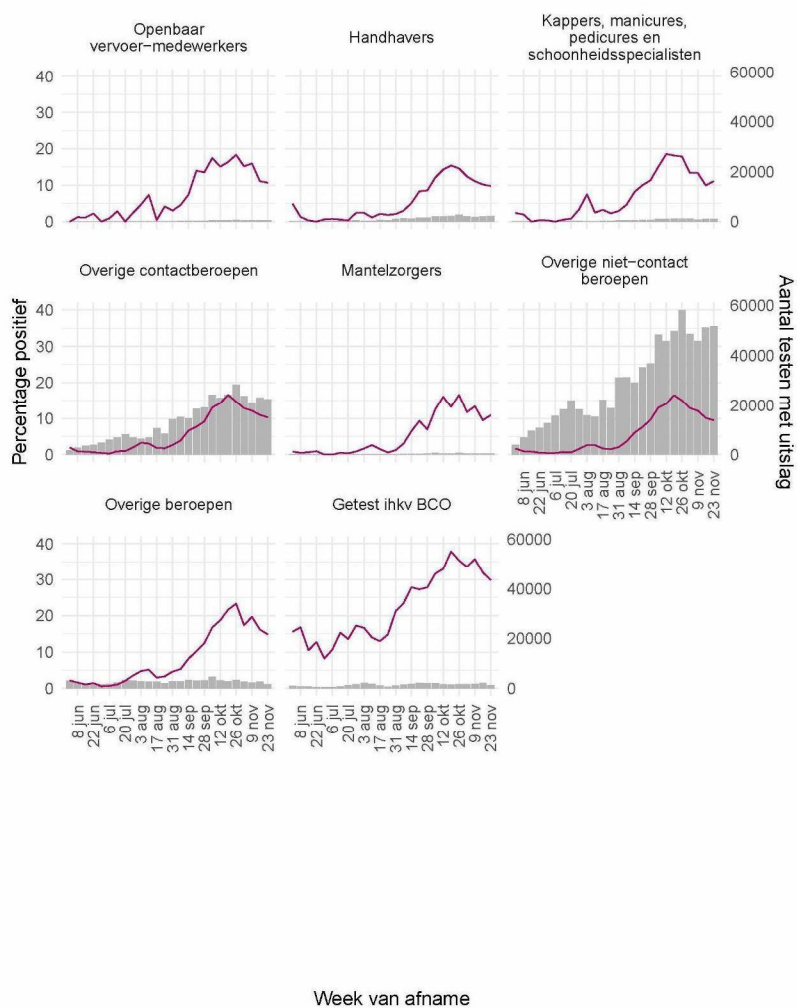 Openbaar
vervoer−medewerkers
Handhavers
Kappers, manicures,
pedicures en
schoonheidsspecialisten
40
30
20
10
0
60000
40000
20000
0
Overige contactberoepen
Mantelzorgers
Overige niet−contact
beroepen
Percentage positief
40
30
20
10
0
60000
40000
20000
0
Aantal testen met uitslag
8 jun
22 jun
6 jul
20 jul
3 aug
17 aug
31 aug
14 sep
28 sep
12 okt
26 okt
9 nov
23 nov
Overige beroepen
Getest ihkv BCO
40
30
20
10
0
60000
40000
20000
0
8 jun
22 jun
6 jul
20 jul
3 aug
17 aug
31 aug
14 sep
28 sep
12 okt
26 okt
9 nov
23 nov
8 jun
22 jun
6 jul
20 jul
3 aug
17 aug
31 aug
14 sep
28 sep
12 okt
26 okt
9 nov
23 nov
Week van afname